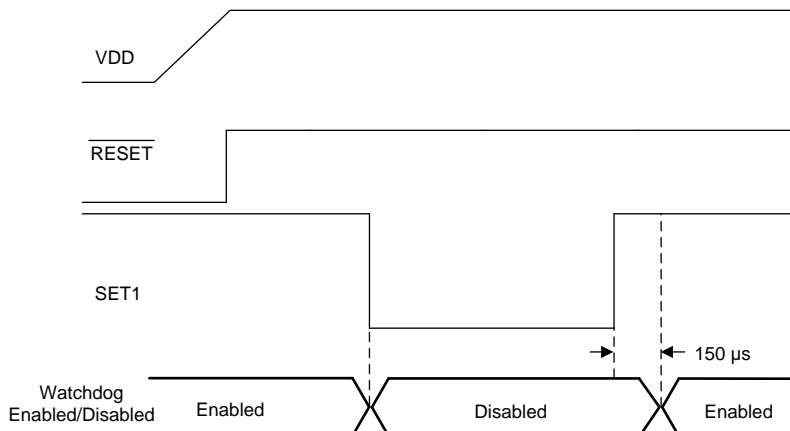 VDD
RESET
SET1
150 µs
Watchdog
Enabled/Disabled
Enabled
Disabled
Enabled